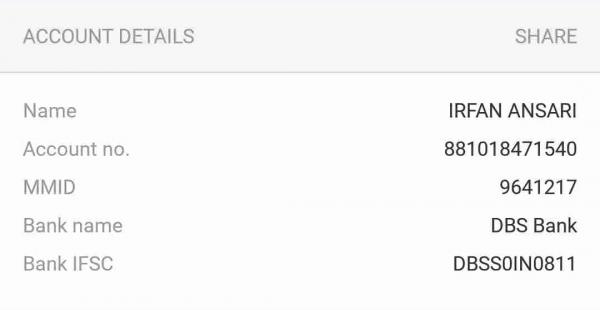 ACCOUNT DETAILS SHARE
Name IRFAN ANSARI
Account no. 881018471540
MMID 9641217
Bank name DBS Bank
Bank IFSC DBSS0IN0811